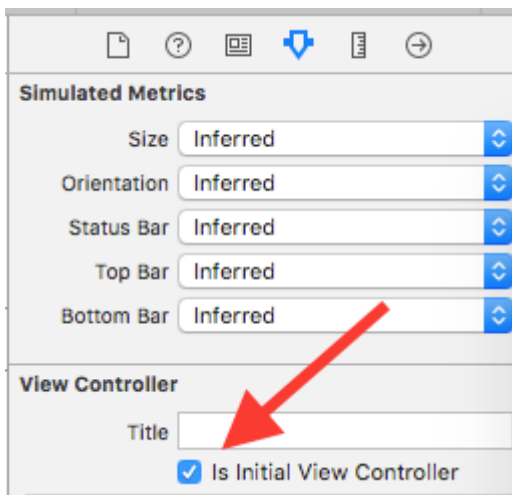 Simulated Metrics
Size Inferred
Orientation Inferred
Status Bar Inferred
Top Bar Inferred
Bottom Bar Inferred
View Controller
Title
Is Initial View Controller